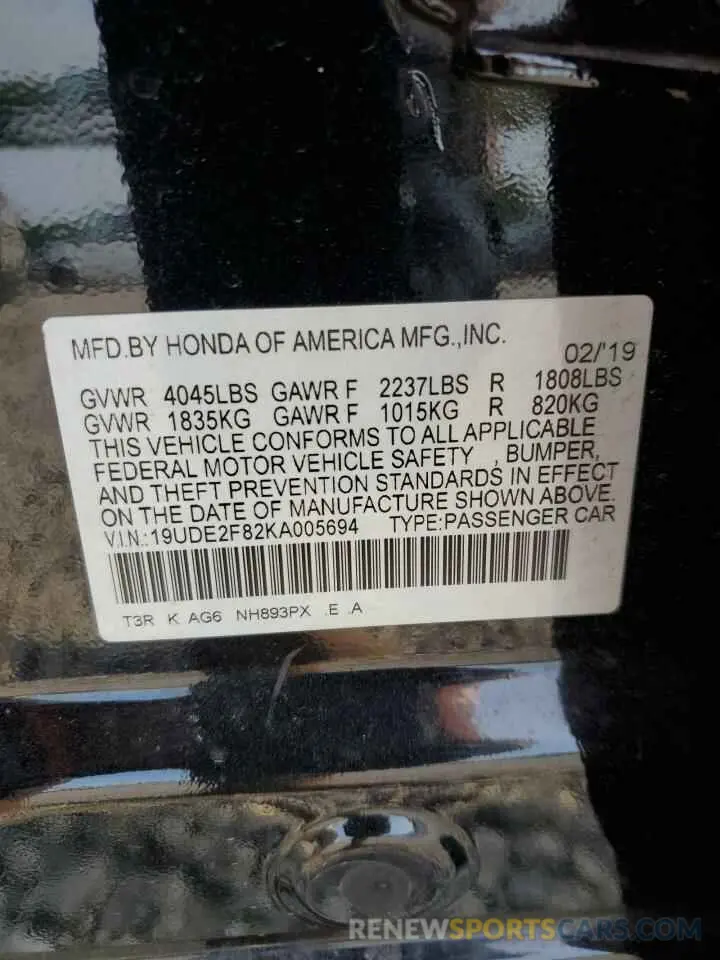 MFD.BY HONDA OF AMERICA MFG.,INC.
02/'19
GVWR 4045LBS GAWR F 2237LBS R 1808LBS
GVWR 1835KG GAWR F 1015KG R 820KG
THIS VEHICLE CONFORMS TO ALL APPLICABLE
FEDERAL MOTOR VEHICLE SAFETY , BUMPER,
AND THEFT PREVENTION STANDARDS IN EFFECT
ON THE DATE OF MANUFACTURE SHOWN ABOVE.
V.I.N.:19UDE2F82KA005694 TYPE:PASSENGER CAR
T3R K AG6 NH893PX .E .A
RENEWSPORTSCARS.COM